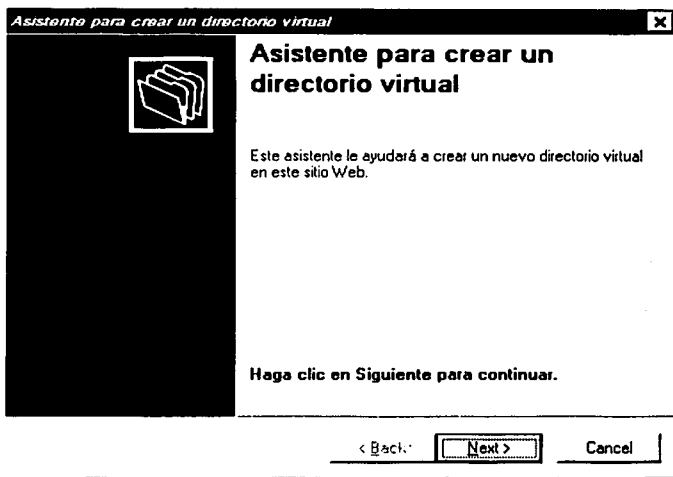 Asistente para crear un directorio virtual
Asistente para crear un
directorio virtual
Este asistente le ayudará a crear un nuevo directorio virtual
en este sitio Web.
Haga clic en Siguiente para continuar.
< Back Next > Cancel